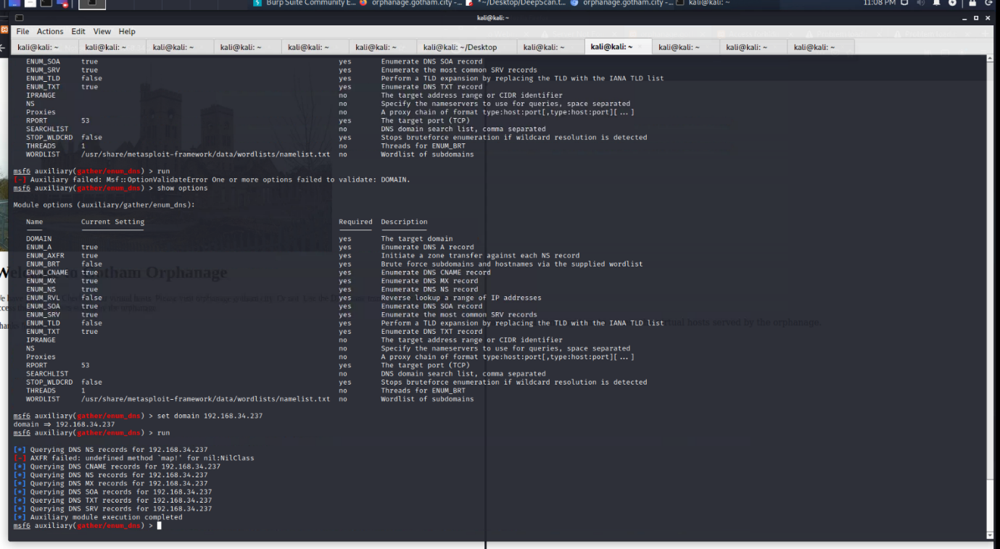 Burp Suite Community E... orphanage.gotham.city -... *~/Desktop/DeepScan.t... orphanage.gotham.city -... kali@kali: ~ 11:08 PM
kali@kali: ~
File Actions Edit View Help
kali@kali: ~ kali@kali: ~ kali@kali: ~ kali@kali: ~ kali@kali: ~ kali@kali: ~ kali@kali: ~/Desktop kali@kali: ~ kali@kali: ~ kali@kali: ~ kali@kali: ~ kali@kali: ~
ENUM_SOA true yes Enumerate DNS SOA record
ENUM_SRV true yes Enumerate the most common SRV records
ENUM_TLD false yes Perform a TLD expansion by replacing the TLD with the IANA TLD list
ENUM_TXT true yes Enumerate DNS TXT record
IPRANGE no The target address range or CIDR identifier
NS no Specify the nameservers to use for queries, space separated
Proxies no A proxy chain of format type:host:port[,type:host:port][ ... ]
RPORT 53 yes The target port (TCP)
SEARCHLIST no DNS domain search list, comma separated
STOP_WLDCRD false yes Stops bruteforce enumeration if wildcard resolution is detected
THREADS 1 no Threads for ENUM_BRT
WORDLIST /usr/share/metasploit-framework/data/wordlists/namelist.txt no Wordlist of subdomains
msf6 auxiliary(gather/enum_dns) > run
[-] Auxiliary failed: Msf::OptionValidateError One or more options failed to validate: DOMAIN.
msf6 auxiliary(gather/enum_dns) > show options
Module options (auxiliary/gather/enum_dns):
Name Current Setting Required Description
DOMAIN yes The target domain
ENUM_A true yes Enumerate DNS A record
ENUM_AXFR true yes Initiate a zone transfer against each NS record
ENUM_BRT false yes Brute force subdomains and hostnames via the supplied wordlist
ENUM_CNAME true yes Enumerate DNS CNAME record
ENUM_MX true yes Enumerate DNS MX record
ENUM_NS true yes Enumerate DNS NS record
ENUM_RVL false yes Reverse lookup a range of IP addresses
ENUM_SOA true yes Enumerate DNS SOA record
ENUM_SRV true yes Enumerate the most common SRV records
ENUM_TLD false yes Perform a TLD expansion by replacing the TLD with the IANA TLD list
ENUM_TXT true yes Enumerate DNS TXT record
IPRANGE no The target address range or CIDR identifier
NS no Specify the nameservers to use for queries, space separated
Proxies no A proxy chain of format type:host:port[,type:host:port][ ... ]
RPORT 53 yes The target port (TCP)
SEARCHLIST no DNS domain search list, comma separated
STOP_WLDCRD false yes Stops bruteforce enumeration if wildcard resolution is detected
THREADS 1 no Threads for ENUM_BRT
WORDLIST /usr/share/metasploit-framework/data/wordlists/namelist.txt no Wordlist of subdomains
msf6 auxiliary(gather/enum_dns) > set domain 192.168.34.237
domain ⇒ 192.168.34.237
msf6 auxiliary(gather/enum_dns) > run
[*] Querying DNS NS records for 192.168.34.237
[-] AXFR failed: undefined method `map!' for nil:NilClass
[*] Querying DNS CNAME records for 192.168.34.237
[*] Querying DNS NS records for 192.168.34.237
[*] Querying DNS MX records for 192.168.34.237
[*] Querying DNS SOA records for 192.168.34.237
[*] Querying DNS TXT records for 192.168.34.237
[*] Querying DNS SRV records for 192.168.34.237
[*] Auxiliary module execution completed
msf6 auxiliary(gather/enum_dns) >